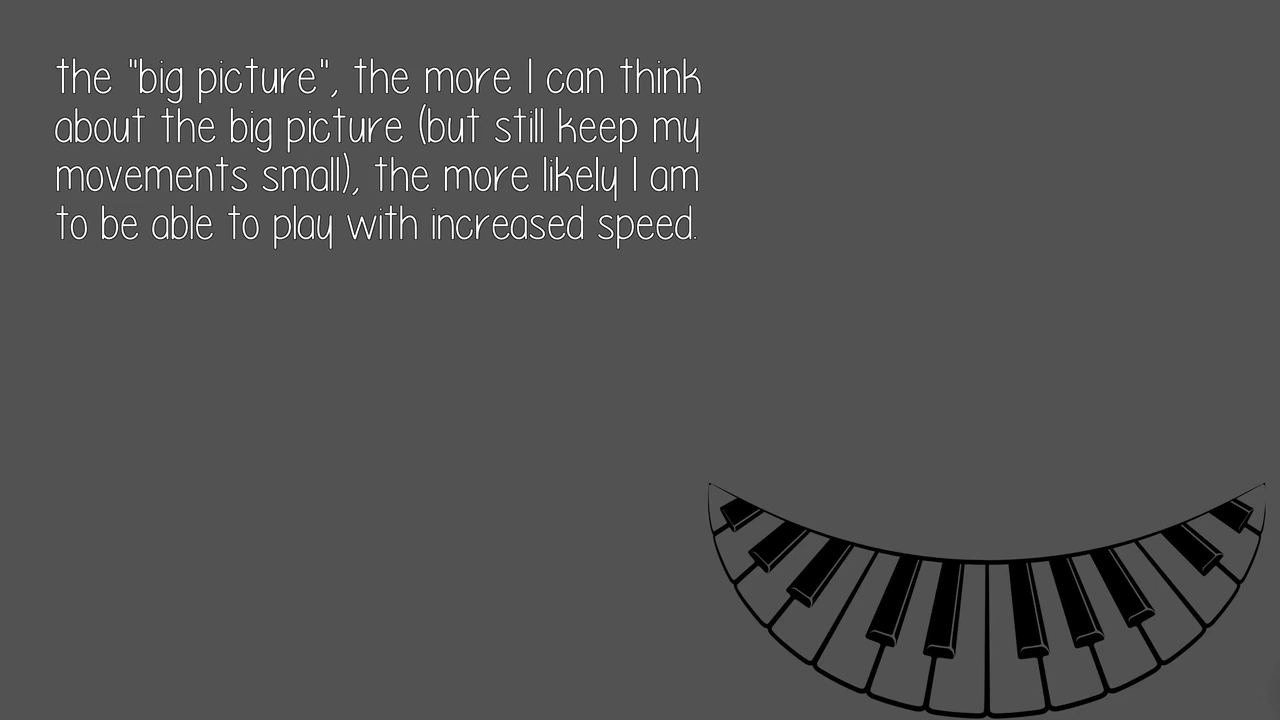 the "big picture", the more I can think
about the big picture (but still keep my
movements small), the more likely I am
to be able to play with increased speed.